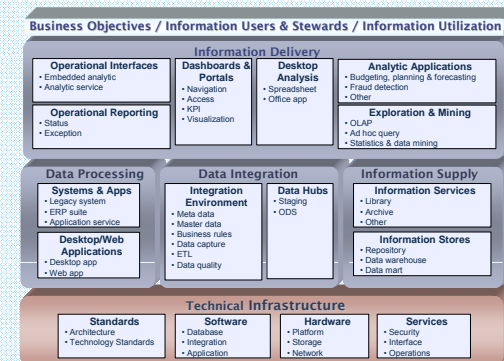 Business Objectives / Information Users & Stewards / Information Utilization
Information Delivery
Operational Interfaces
• Embedded analytic
• Analytic service
Operational Reporting
• Status
• Exception
Dashboards &
Portals
• Navigation
• Access
• KPI
• Visualization
Desktop
Analysis
• Spreadsheet
• Office app
Analytic Applications
• Budgeting, planning & forecasting
• Fraud detection
• Other
Exploration & Mining
• OLAP
• Ad hoc query
• Statistics & data mining
Data Processing
Systems & Apps
• Legacy system
• ERP suite
• Application service
Desktop/Web
Applications
• Desktop app
• Web app
Data Integration
Integration
Environment
• Meta data
• Master data
• Business rules
• Data capture
• ETL
• Data quality
Data Hubs
• Staging
• ODS
Information Supply
Information Services
• Library
• Archive
• Other
Information Stores
• Repository
• Data warehouse
• Data mart
Technical Infrastructure
Standards
• Architecture
• Technology Standards
Software
• Database
• Integration
• Application
Hardware
• Platform
• Storage
• Network
Services
• Security
• Interface
• Operations